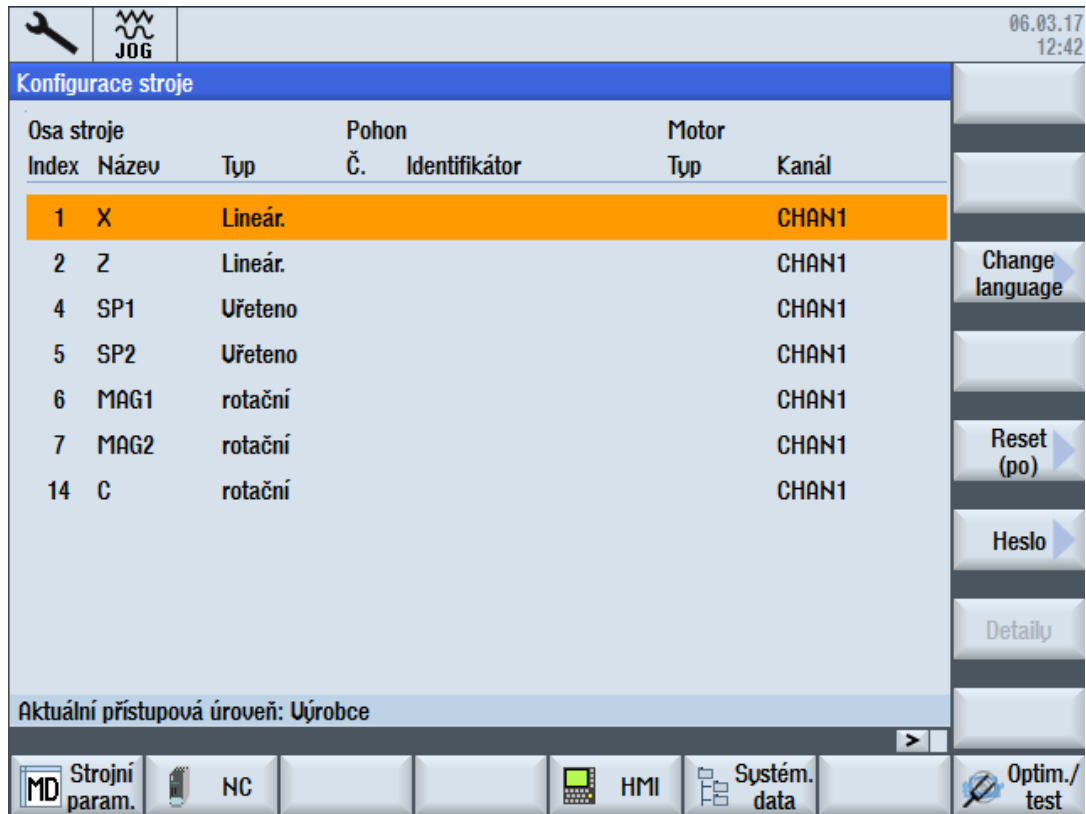 JOG
06.03.17
12:42
Konfigurace stroje
Osa stroje Pohon Motor
Index Název Typ Č. Identifikátor Typ Kanál
1 X Lineár. CHAN1
2 Z Lineár. CHAN1
4 SP1 Vřeteno CHAN1
5 SP2 Vřeteno CHAN1
6 MAG1 rotační CHAN1
7 MAG2 rotační CHAN1
14 C rotační CHAN1
Aktuální přístupová úroveň: Výrobce
>
Change
language
Reset
(po)
Heslo
Detaily
MD Strojní
param.
NC
HMI
Systém.
data
Optim./
test